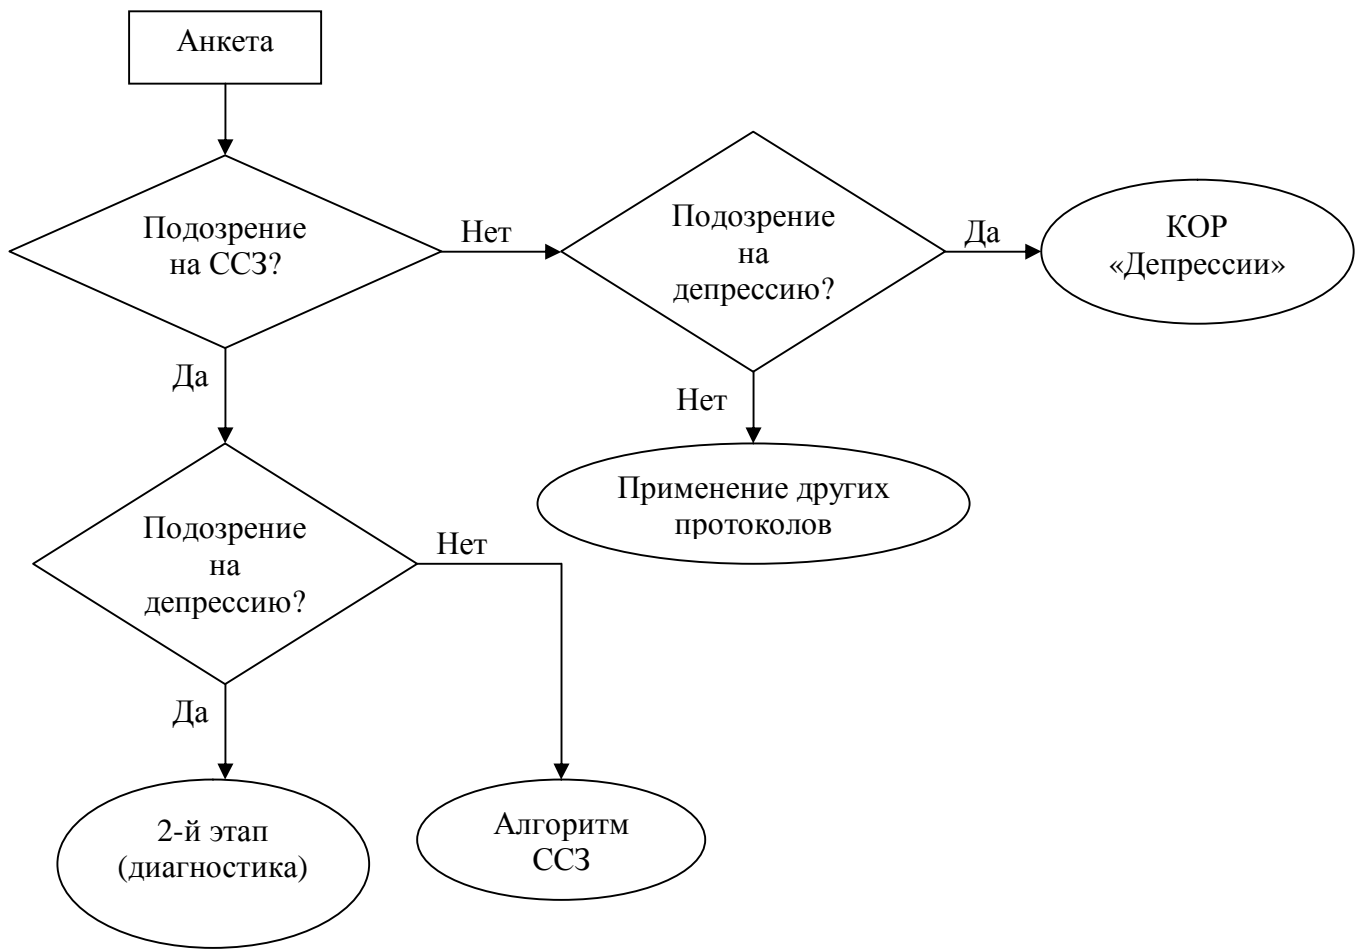 Анкета
Подозрение
на ССЗ?
Нет
Подозрение
на
депрессию?
Да
КОР
«Депрессии»
Да
Нет
Применение других
протоколов
Подозрение
на
депрессию?
Нет
Да
2-й этап
(диагностика)
Алгоритм
ССЗ